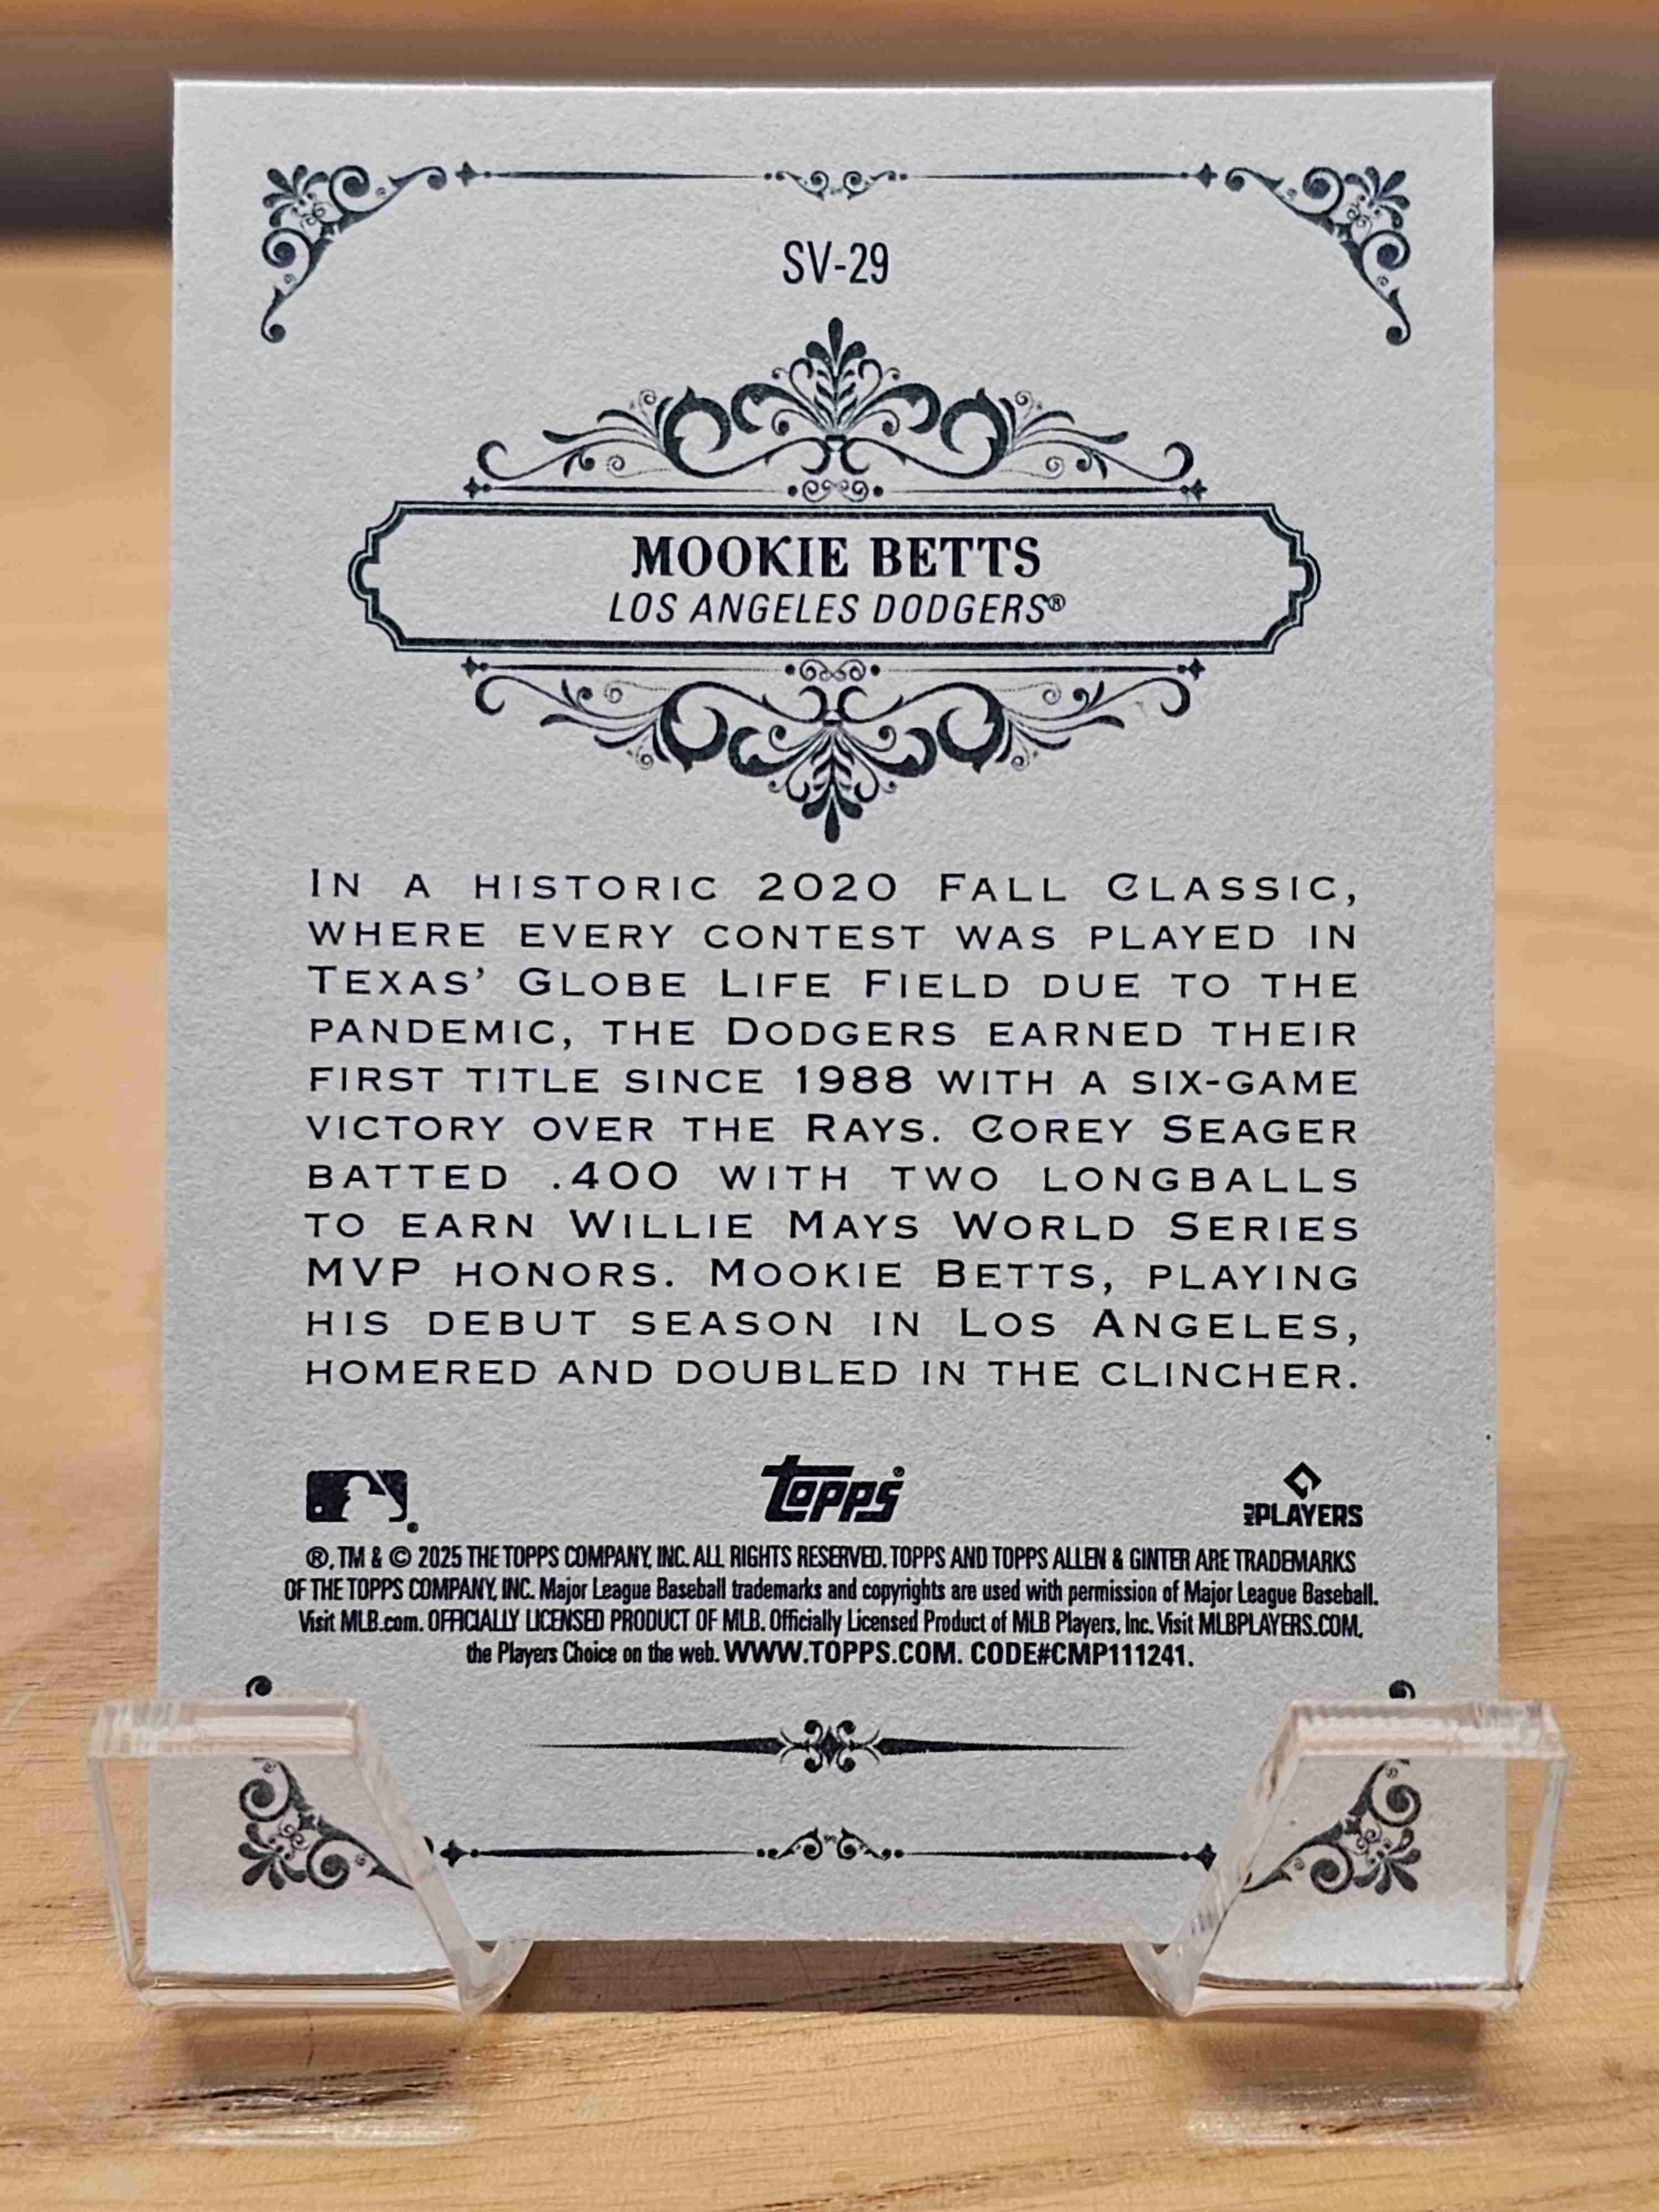 SV-29
MOOKIE BETTS
LOS ANGELES DODGERS®
IN A HISTORIC 2020 FALL CLASSIC,
WHERE EVERY CONTEST WAS PLAYED IN
TEXAS' GLOBE LIFE FIELD DUE TO THE
PANDEMIC, THE DODGERS EARNED THEIR
FIRST TITLE SINCE 1988 WITH A SIX-GAME
VICTORY OVER THE RAYS. COREY SEAGER
BATTED .400 WITH TWO LONGBALLS
TO EARN WILLIE MAYS WORLD SERIES
MVP HONORS. MOOKIE BETTS, PLAYING
HIS DEBUT SEASON IN LOS ANGELES,
HOMERED AND DOUBLED IN THE CLINCHER.
® topps® MLB PLAYERS
®, TM & © 2025 THE TOPPS COMPANY, INC. ALL RIGHTS RESERVED. TOPPS AND TOPPS ALLEN & GINTER ARE TRADEMARKS
OF THE TOPPS COMPANY, INC. Major League Baseball trademarks and copyrights are used with permission of Major League Baseball.
Visit MLB.com. OFFICIALLY LICENSED PRODUCT OF MLB. Officially Licensed Product of MLB Players, Inc. Visit MLBPLAYERS.COM,
the Players Choice on the web. WWW.TOPPS.COM. CODE#CMP111241.